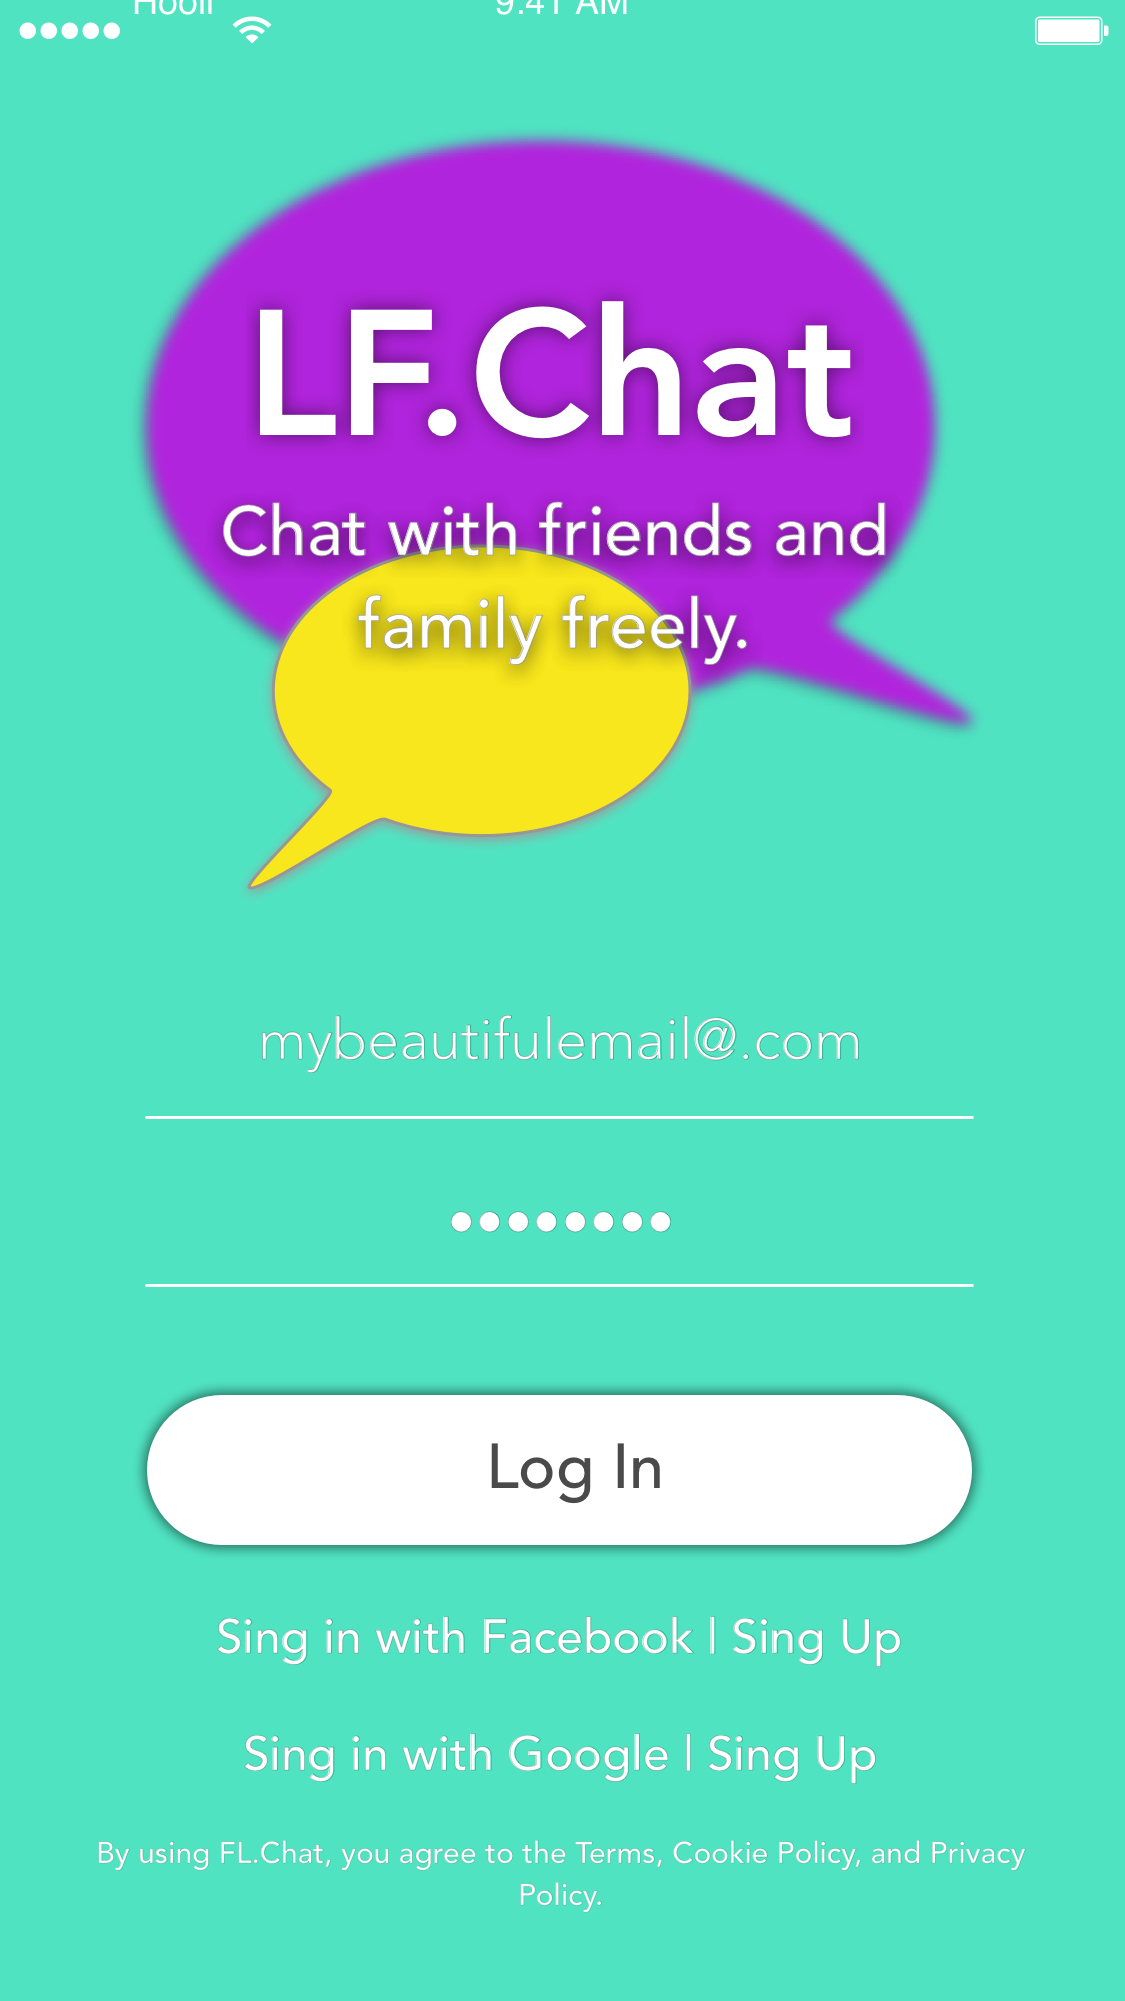 Hooli 9:41 AM
LF.Chat
Chat with friends and
family freely.
mybeautifulemail@.com
Log In
Sing in with Facebook | Sing Up
Sing in with Google | Sing Up
By using FL.Chat, you agree to the Terms, Cookie Policy, and Privacy
Policy.